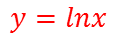 y = lnx